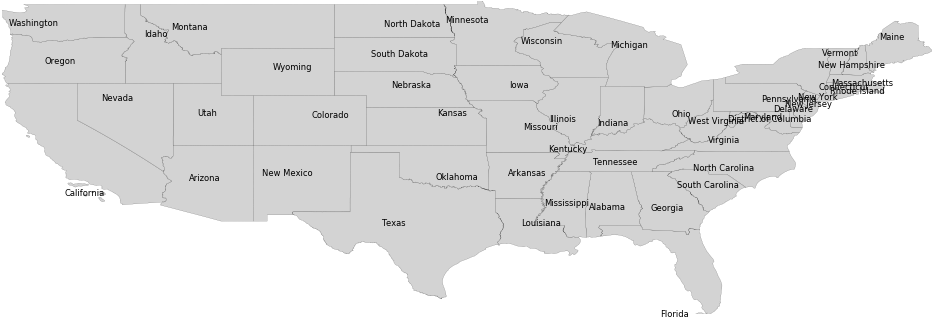 Washington
Montana
Idaho
North Dakota
Minnesota
Maine
Wisconsin
Michigan
Vermont
Oregon
South Dakota
New Hampshire
Wyoming
Nevada
Nebraska
Iowa
Massachusetts
Connecticut
Rhode Island
Pennsylvania
New York
New Jersey
Utah
Colorado
Kansas
Ohio
Delaware
Missouri
Illinois
Indiana
West Virginia
Maryland
District of Columbia
Virginia
Kentucky
Tennessee
North Carolina
Arizona
New Mexico
Oklahoma
Arkansas
South Carolina
California
Texas
Louisiana
Mississippi
Alabama
Georgia
Florida